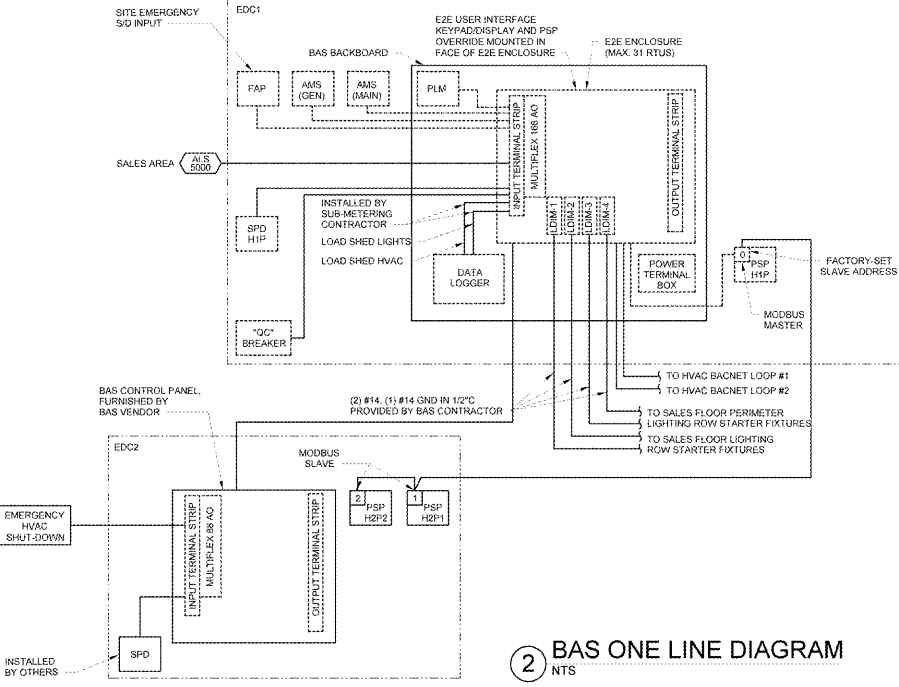 SITE EMERGENCY
S/D INPUT
EDC1
E2E USER INTERFACE
KEYPAD/DISPLAY AND PSP
OVERRIDE MOUNTED IN
FACE OF E2E ENCLOSURE
E2E ENCLOSURE
(MAX. 31 RTUS)
BAS BACKBOARD
FAP
AMS
(GEN)
AMS
(MAIN)
PLM
INPUT TERMINAL STRIP
MULTIFLEX 168 AO
OUTPUT TERMINAL STRIP
SALES AREA
ALS
5000
INSTALLED BY
SUB-METERING
CONTRACTOR
LOAD SHED LIGHTS
LOAD SHED HVAC
LDIM-1
LDIM-2
LDIM-3
LDIM-4
SPD
H1P
DATA
LOGGER
POWER
TERMINAL
BOX
0
PSP
H1P
FACTORY-SET
SLAVE ADDRESS
MODBUS
MASTER
"QC"
BREAKER
TO HVAC BACNET LOOP #1
TO HVAC BACNET LOOP #2
BAS CONTROL PANEL,
FURNISHED BY
BAS VENDOR
(2) #14, (1) #14 GND IN 1/2"C
PROVIDED BY BAS CONTRACTOR
TO SALES FLOOR PERIMETER
LIGHTING ROW STARTER FIXTURES
TO SALES FLOOR LIGHTING
ROW STARTER FIXTURES
EDC2
MODBUS
SLAVE
2
PSP
H2P2
1
PSP
H2P1
EMERGENCY
HVAC
SHUT-DOWN
INPUT TERMINAL STRIP
MULTIFLEX 88 AO
OUTPUT TERMINAL STRIP
SPD
INSTALLED
BY OTHERS
2
BAS ONE LINE DIAGRAM
NTS